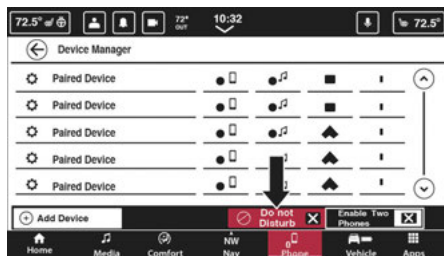 72.5° 72° OUT 10:32 72.5°
Device Manager
Paired Device
Paired Device
Paired Device
Paired Device
Paired Device
Add Device Do not Disturb Enable Two Phones
Home Media Comfort NW Nav Phone Vehicle Apps